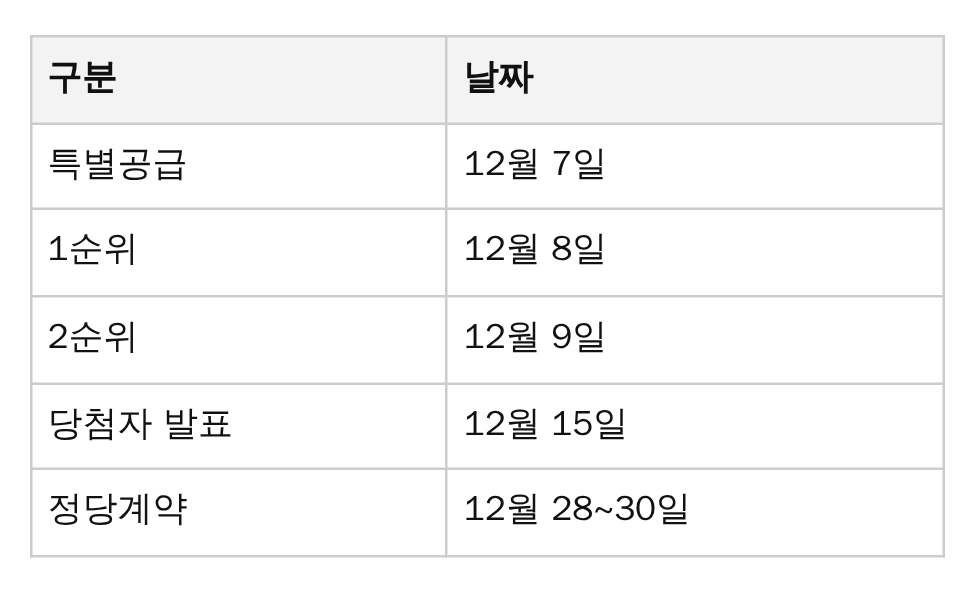 구분 날짜
특별공급 12월 7일
1순위 12월 8일
2순위 12월 9일
당첨자 발표 12월 15일
정당계약 12월 28~30일